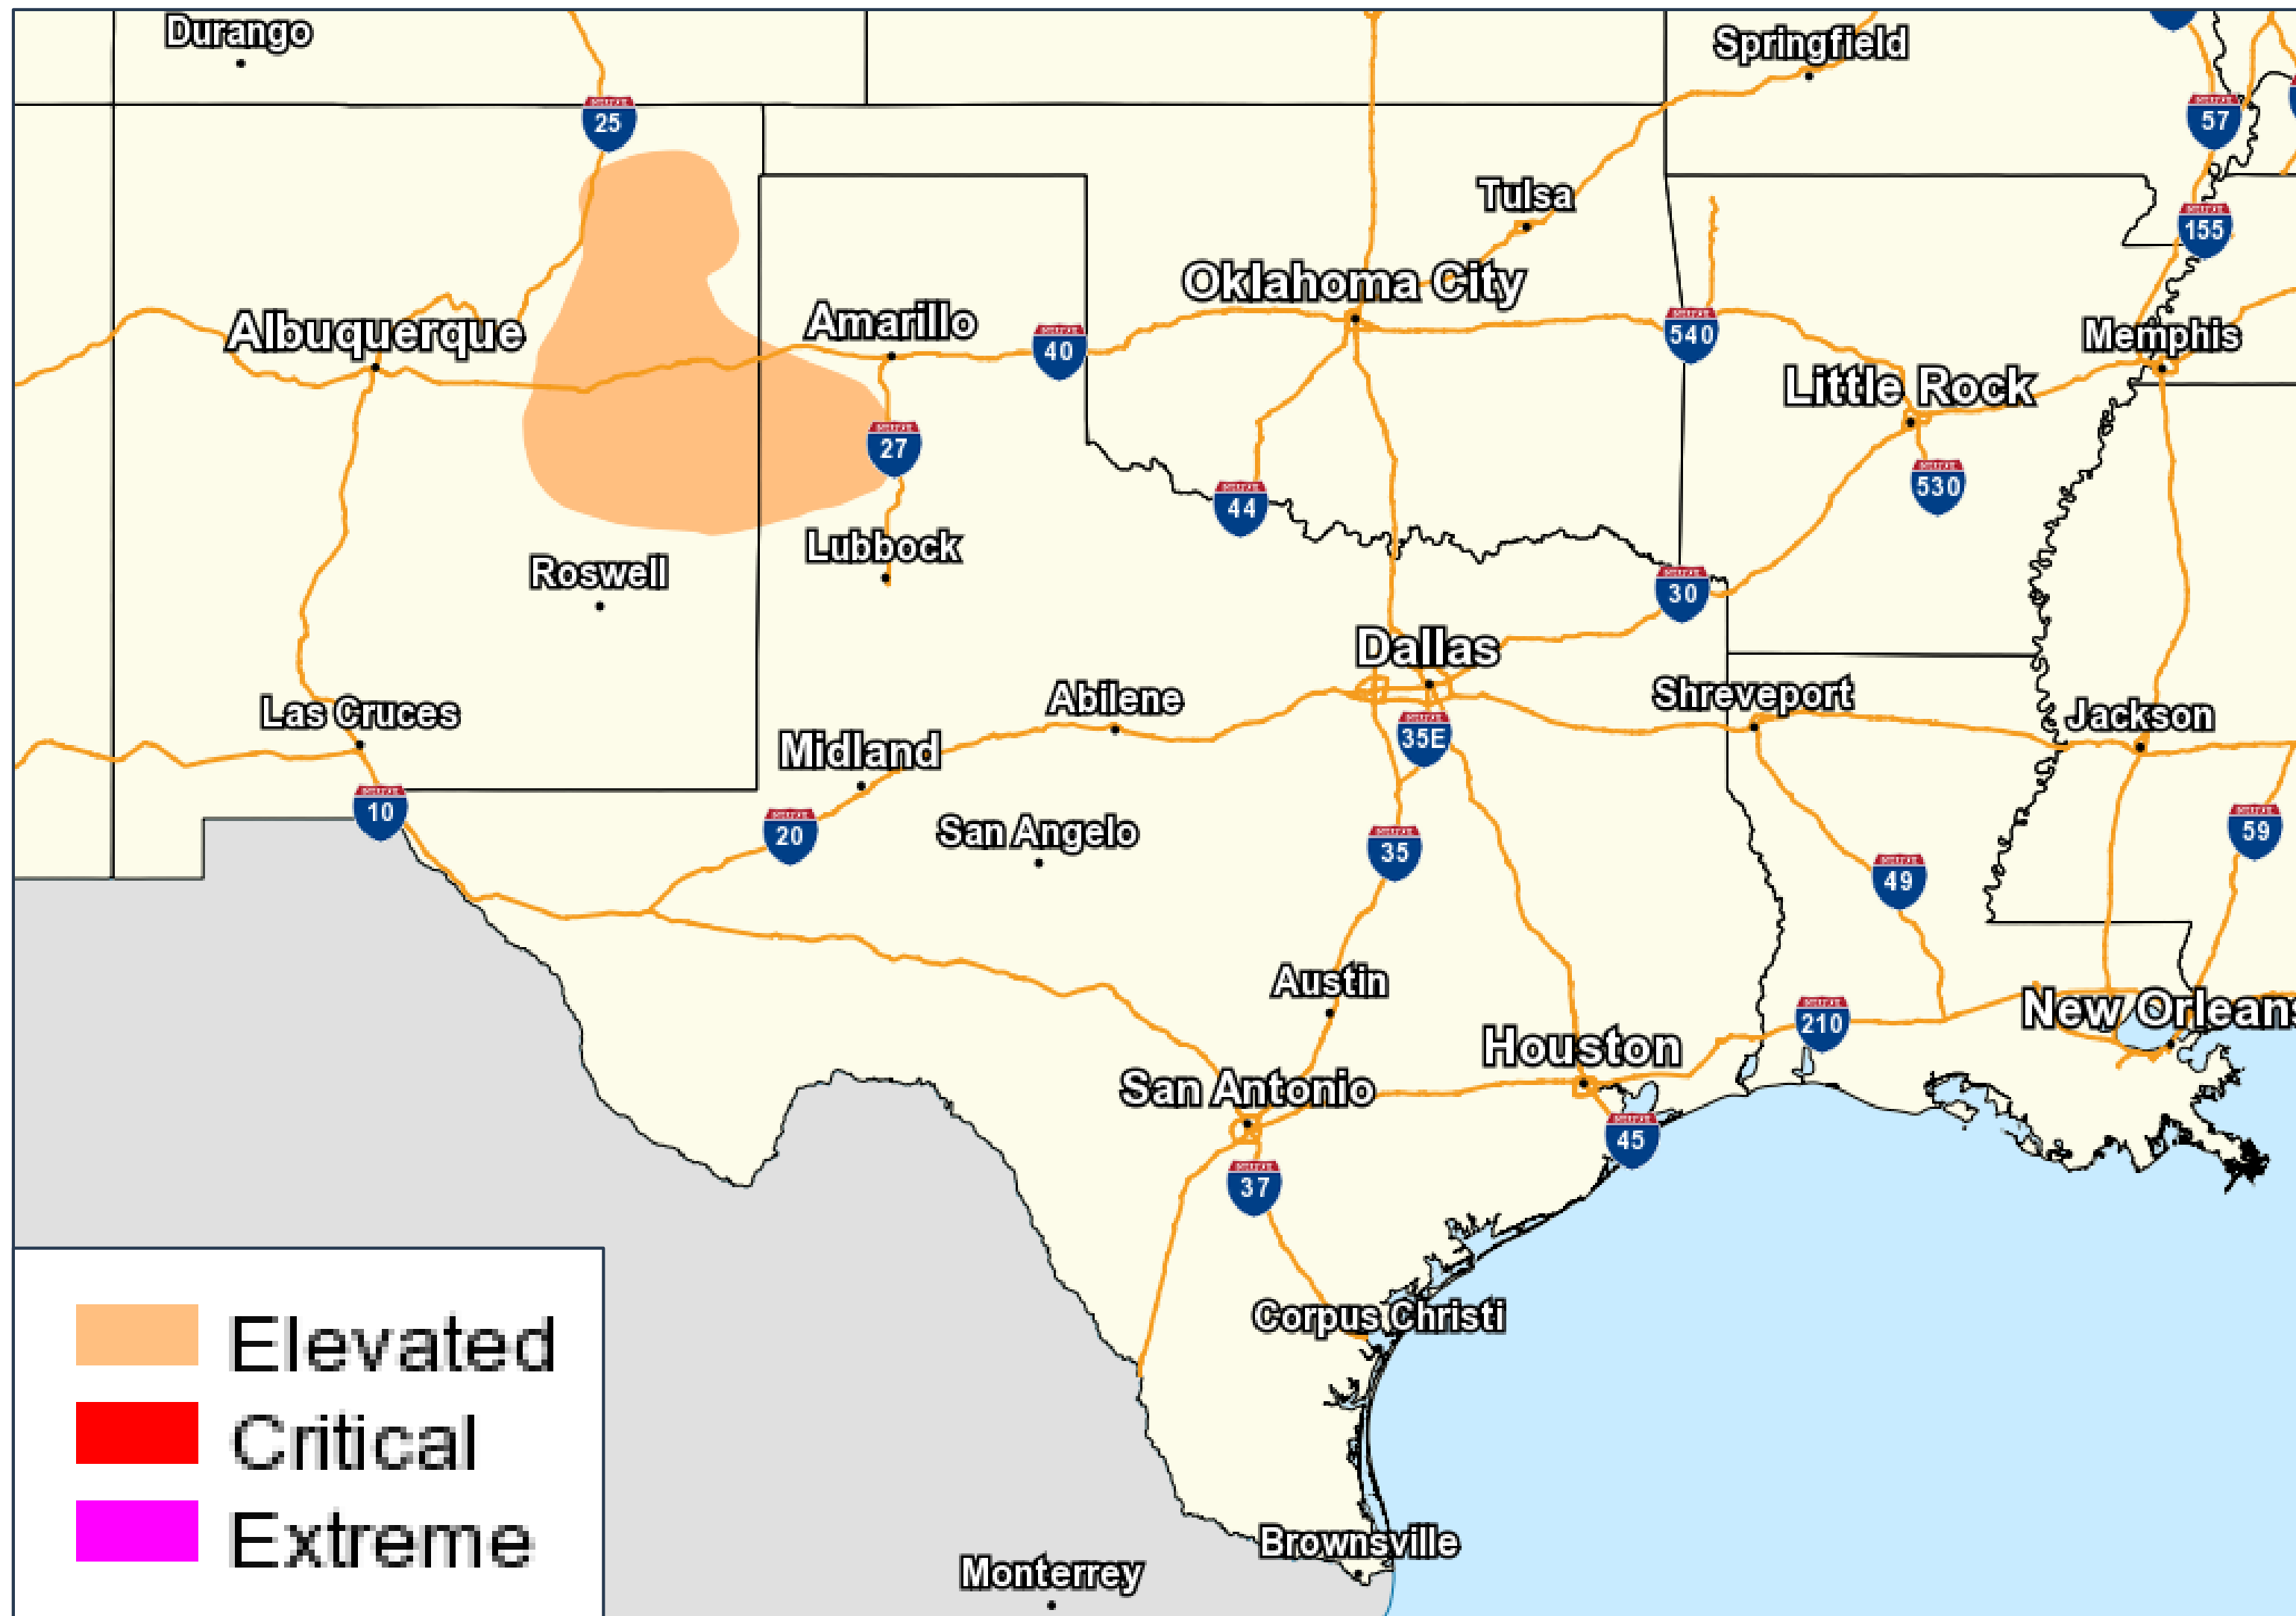 Durango
Springfield
25
57
Tulsa
155
Oklahoma City
Albuquerque
Amarillo
40
540
Memphis
Little Rock
27
44
530
Lubbock
Roswell
30
Dallas
Las Cruces
Abilene
Shreveport
Jackson
Midland
35E
10
20
San Angelo
35
59
49
Austin
New Orleans
210
Houston
San Antonio
45
37
Corpus Christi
Elevated
Critical
Extreme
Brownsville
Monterrey